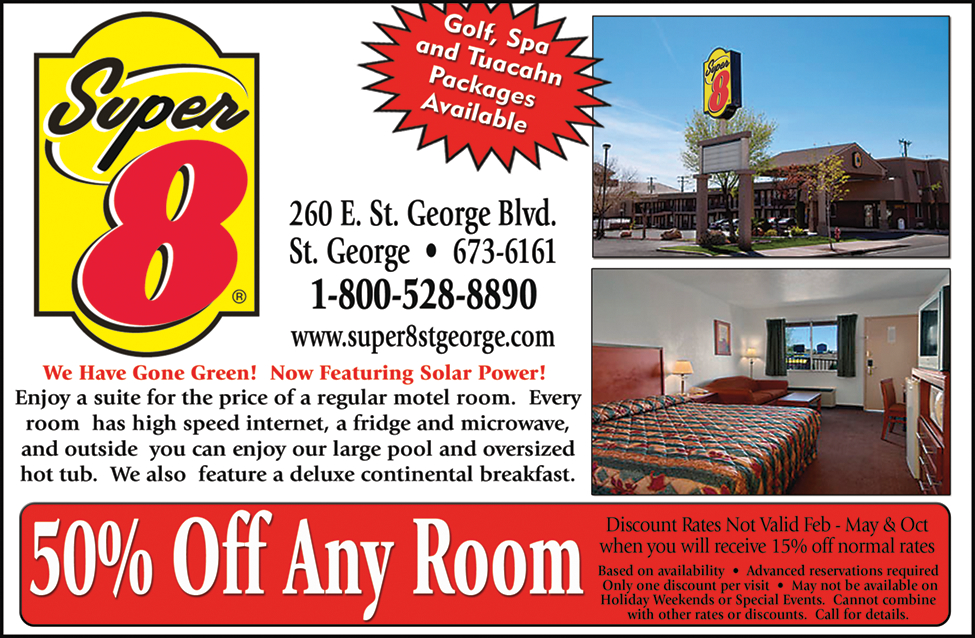 Super
8
®
Golf, Spa
and Tuacahn
Packages
Available
Super
8
260 E. St. George Blvd.
St. George • 673-6161
1-800-528-8890
www.super8stgeorge.com
We Have Gone Green! Now Featuring Solar Power!
Enjoy a suite for the price of a regular motel room. Every
room has high speed internet, a fridge and microwave,
and outside you can enjoy our large pool and oversized
hot tub. We also feature a deluxe continental breakfast.
50% Off Any Room
Discount Rates Not Valid Feb - May & Oct
when you will receive 15% off normal rates
Based on availability • Advanced reservations required
Only one discount per visit • May not be available on
Holiday Weekends or Special Events. Cannot combine
with other rates or discounts. Call for details.